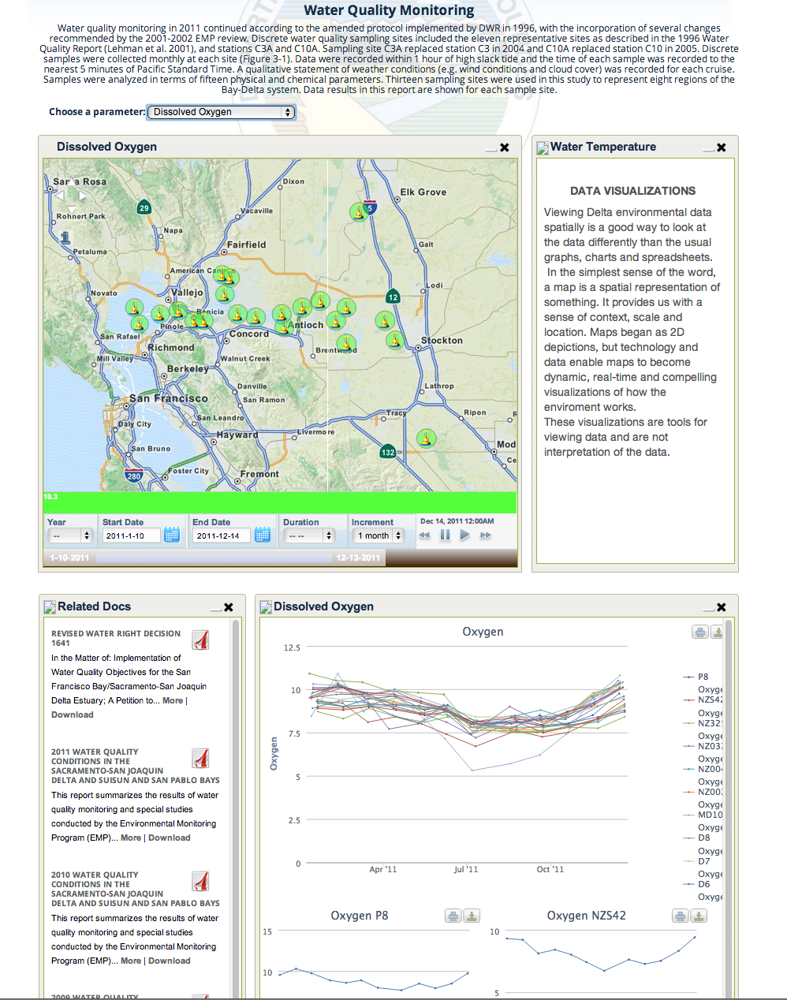 Water Quality Monitoring
Water quality monitoring in 2011 continued according to the amended protocol implemented by DWR in 1996, with the incorporation of several changes
recommended by the 2001-2002 EMP review. Discrete water quality sampling sites included the eleven representative sites as described in the 1996 Water
Quality Report (Lehman et al. 2001), and stations C3A and C10A. Sampling site C3A replaced station C3 in 2004 and C10A replaced station C10 in 2005. Discrete
samples were collected monthly at each site (Figure 3-1). Data were recorded within 1 hour of high slack tide and the time of each sample was recorded to the
nearest 5 minutes of Pacific Standard Time. A qualitative statement of weather conditions (e.g. wind conditions and cloud cover) was recorded for each cruise.
Samples were analyzed in terms of fifteen physical and chemical parameters. Thirteen sampling sites were used in this study to represent eight regions of the
Bay-Delta system. Data results in this report are shown for each sample site.
Choose a parameter: Dissolved Oxygen
Dissolved Oxygen
Santa Rosa
Dixon
Elk Grove
29
5
Rohnert Park
Vacaville
Napa
Petaluma
Fairfield
Galt
American Canyon
Novato
Vallejo
Lodi
12
Benicia
Pinole
Antioch
San Rafael
Concord
Richmond
Brentwood
Stockton
Mill Valley
Walnut Creek
Berkeley
Danville
Lathrop
San Francisco
San Ramon
Daly City
San Leandro
Tracy
Ripon
Hayward
Livermore
San Bruno
132
Mod
Ce
280
Foster City
Fremont
10.3
Year
Start Date
End Date
Duration
Increment
Dec 14, 2011 12:00AM
--
2011-1-10
2011-12-14
-- --
1 month
1-10-2011
12-13-2011
Water Temperature
DATA VISUALIZATIONS
Viewing Delta environmental data
spatially is a good way to look at
the data differently than the usual
graphs, charts and spreadsheets.
In the simplest sense of the word,
a map is a spatial representation of
something. It provides us with a
sense of context, scale and
location. Maps began as 2D
depictions, but technology and
data enable maps to become
dynamic, real-time and compelling
visualizations of how the
enviroment works.
These visualizations are tools for
viewing data and are not
interpretation of the data.
Related Docs
REVISED WATER RIGHT DECISION
1641
In the Matter of: Implementation of
Water Quality Objectives for the San
Francisco Bay/Sacramento-San Joaquin
Delta Estuary; A Petition to... More |
Download
2011 WATER QUALITY
CONDITIONS IN THE
SACRAMENTO-SAN JOAQUIN
DELTA AND SUISUN AND SAN PABLO BAYS
This report summarizes the results of water
quality monitoring and special studies
conducted by the Environmental Monitoring
Program (EMP)... More | Download
2010 WATER QUALITY
CONDITIONS IN THE
SACRAMENTO-SAN JOAQUIN
DELTA AND SUISUN AND SAN PABLO BAYS
This report summarizes the results of water
quality monitoring and special studies
conducted by the Environmental Monitoring
Program (EMP)... More | Download
2009 WATER QUALITY
Dissolved Oxygen
Oxygen
12.5
10
7.5
5
2.5
0
Oxygen
Apr '11
Jul '11
Oct '11
P8
Oxyge
NZS42
Oxyge
NZ32
Oxyge
NZ03
Oxyge
NZ004
Oxyge
NZ002
Oxyge
MD10
Oxyge
D8
Oxyge
D7
Oxyge
D6
Oxyge
Oxygen P8
15
10
Oxygen NZS42
10
5